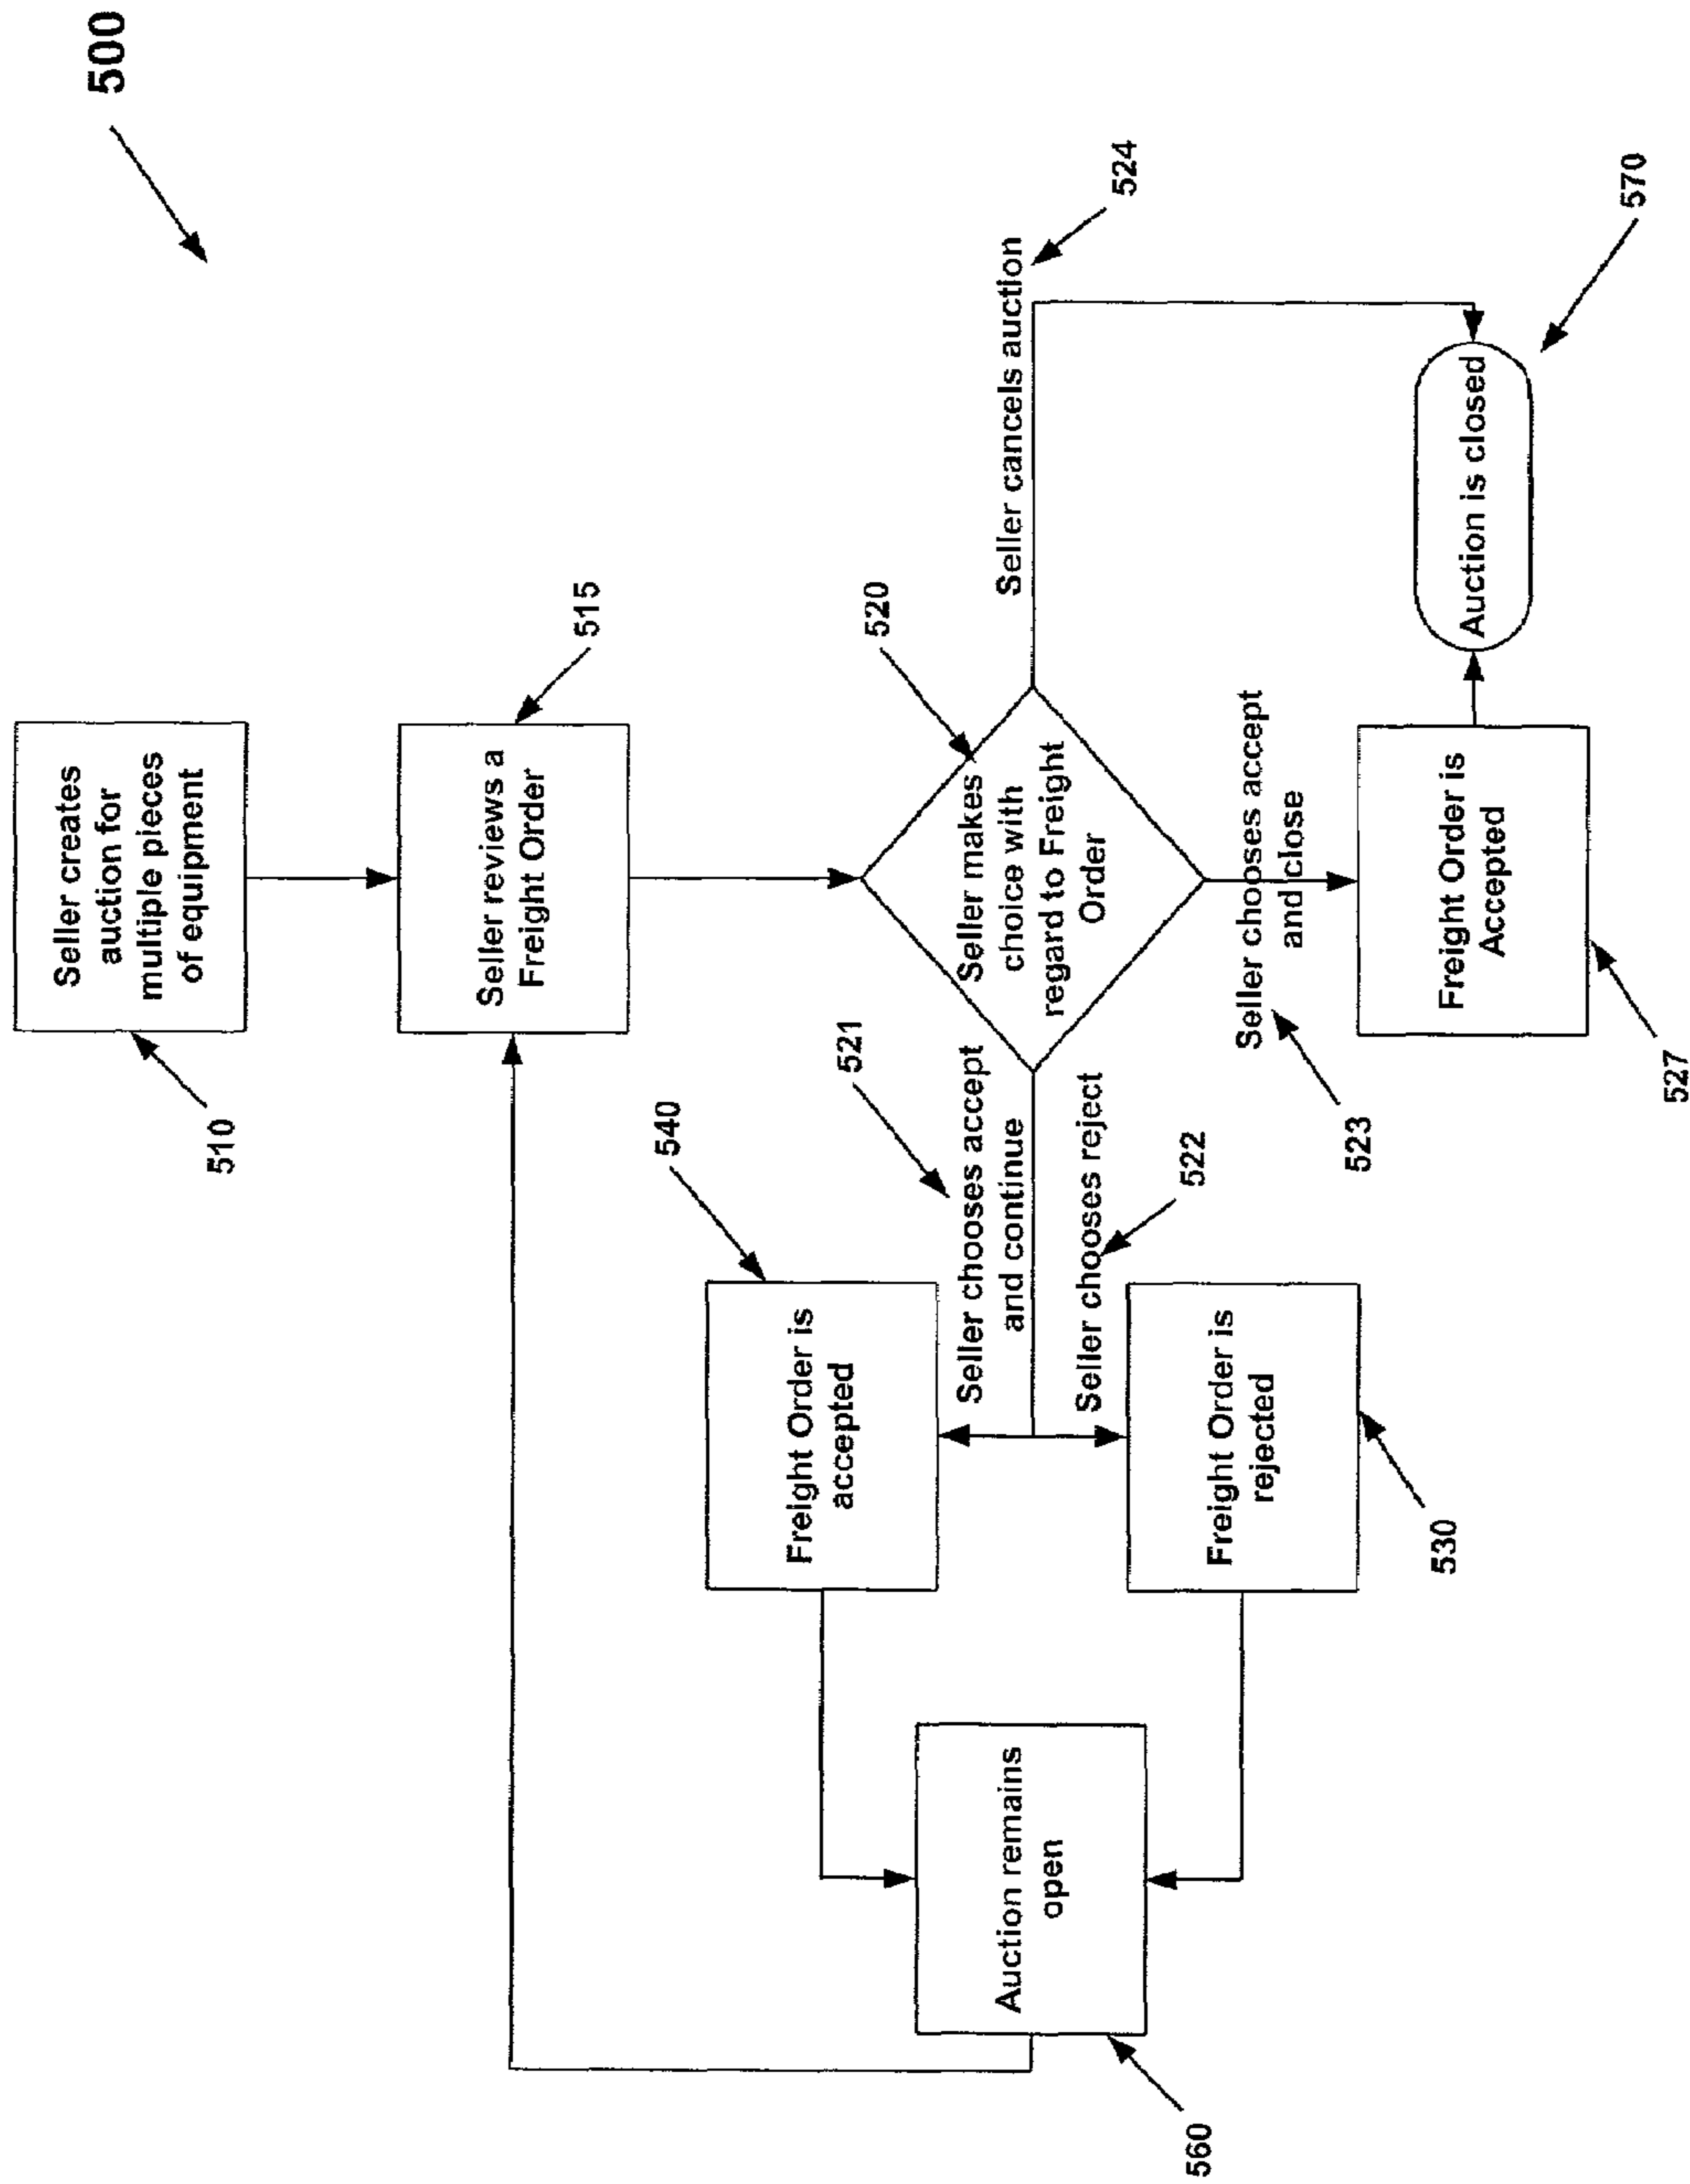 500
Seller creates
auction for
multiple pieces
of equipment
510
Seller reviews a
Freight Order
515
Seller makes
choice with
regard to Freight
Order
520
Seller cancels auction
524
Seller chooses accept
and continue
521
Seller chooses reject
522
Seller chooses accept
and close
523
Freight Order is
accepted
540
Freight Order is
rejected
530
Freight Order is
Accepted
527
Auction remains
open
560
Auction is closed
570